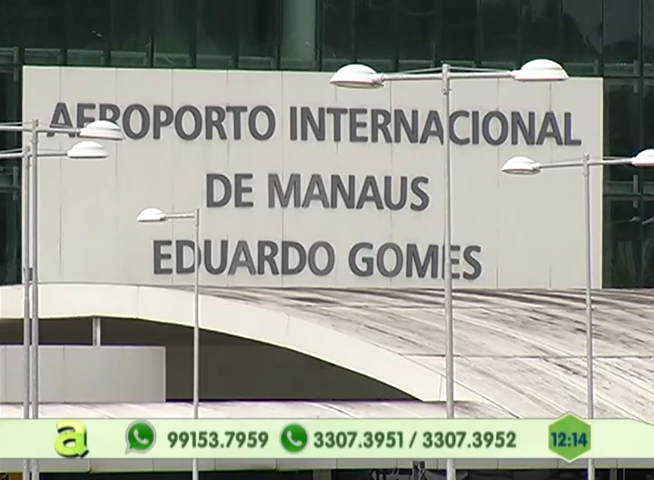 AEROPORTO INTERNACIONAL
DE MANAUS
EDUARDO GOMES
a 99153.7959 3307.3951 / 3307.3952 12:14